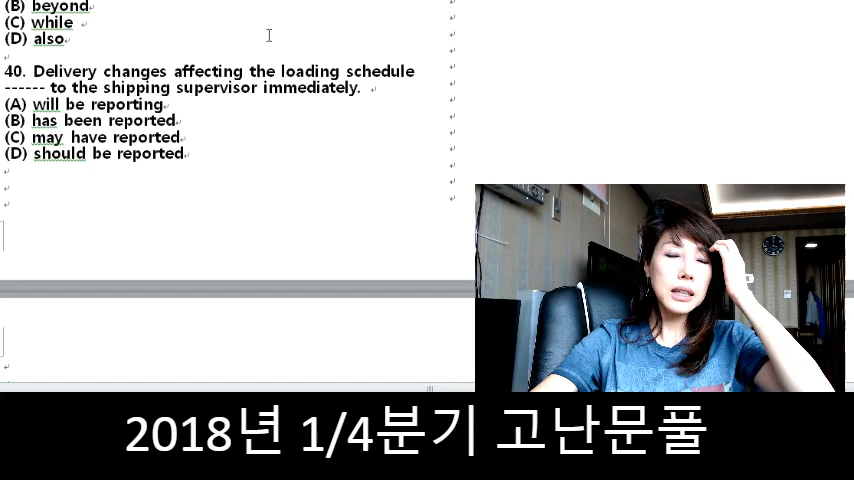 (B) beyond
(C) while
(D) also
40. Delivery changes affecting the loading schedule
------ to the shipping supervisor immediately.
(A) will be reporting
(B) has been reported
(C) may have reported
(D) should be reported
2018년 1/4분기 고난문풀